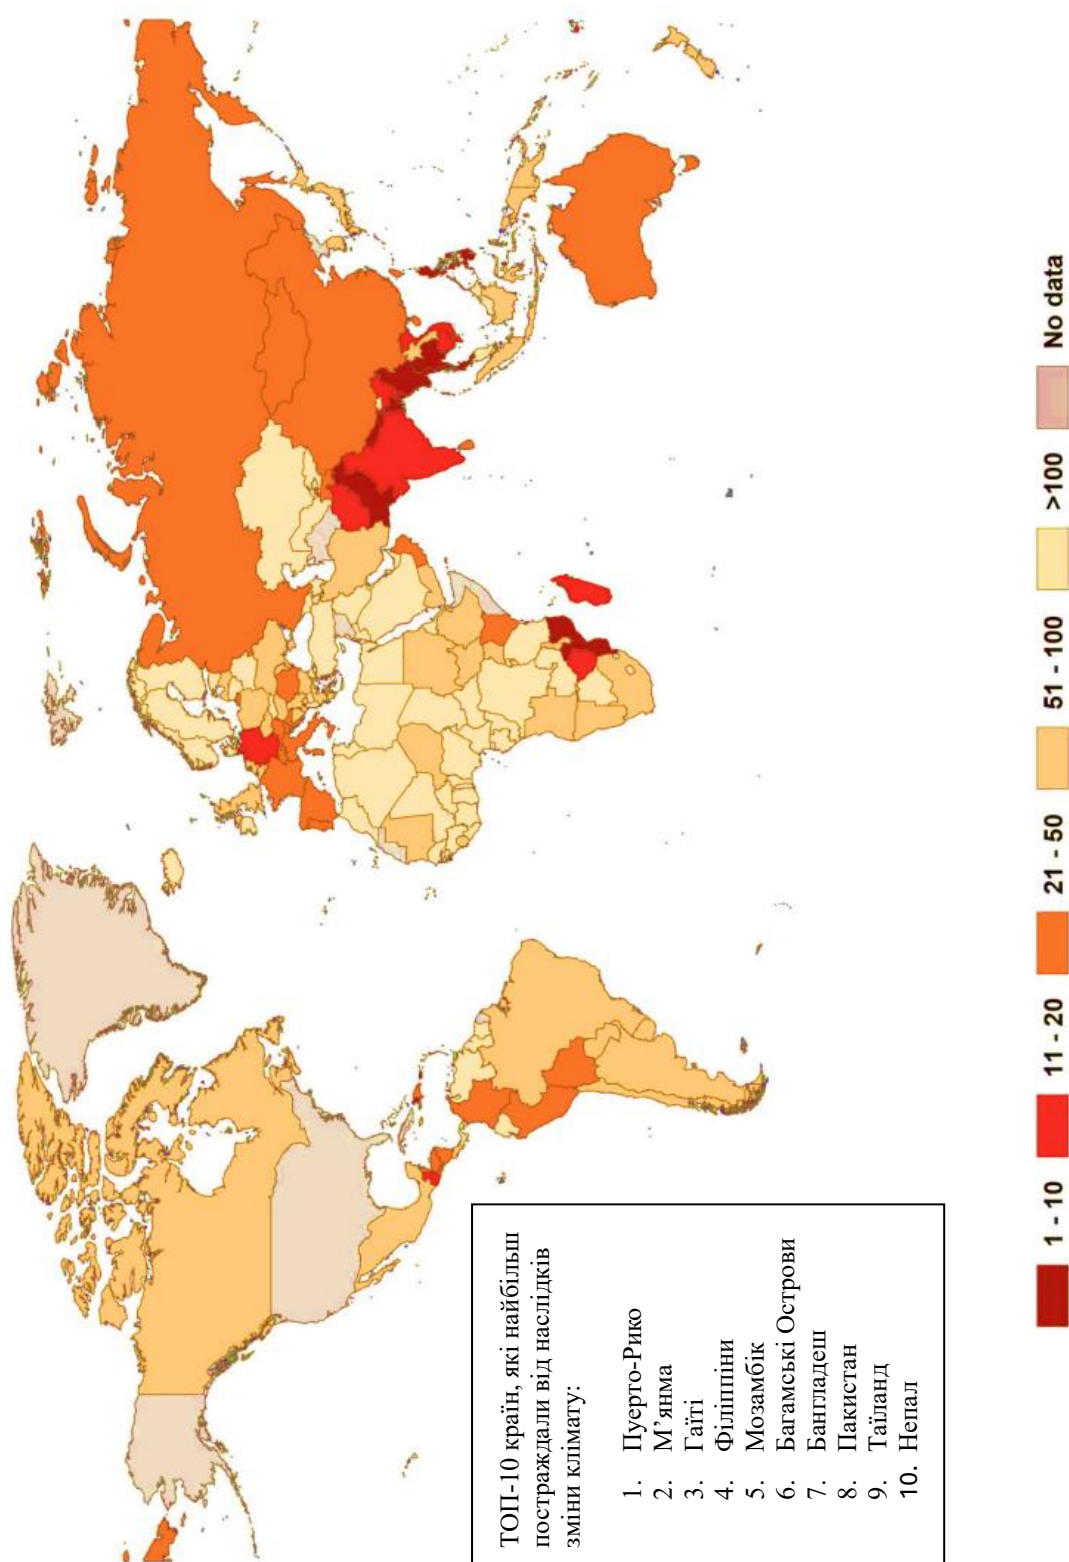 ТОП-10 країн, які найбільш
постраждали від наслідків
зміни клімату:
1. Пуерто-Рико
2. М’янма
3. Гаїті
4. Філіппіни
5. Мозамбік
6. Багамські Острови
7. Бангладеш
8. Пакистан
9. Таїланд
10. Непал
1 - 10 11 - 20 21 - 50 51 - 100 >100 No data